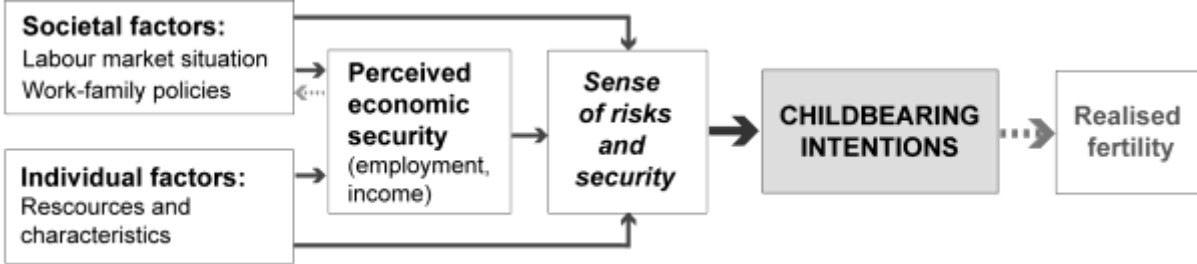 Societal factors:
Labour market situation
Work-family policies
Individual factors:
Rescources and
characteristics
Perceived
economic
security
(employment,
income)
Sense
of risks
and
security
CHILDBEARING
INTENTIONS
Realised
fertility